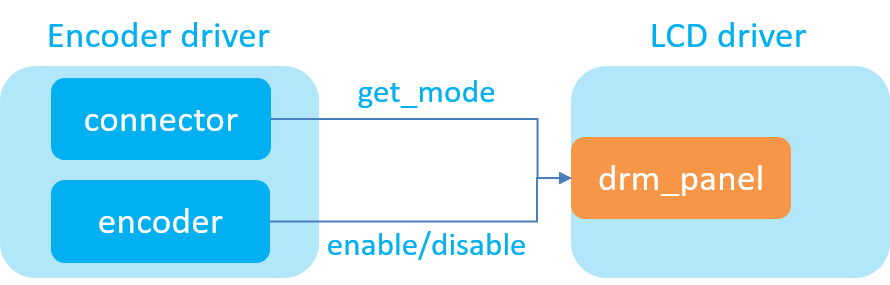 Encoder driver
LCD driver
connector
get_mode
drm_panel
encoder
enable/disable